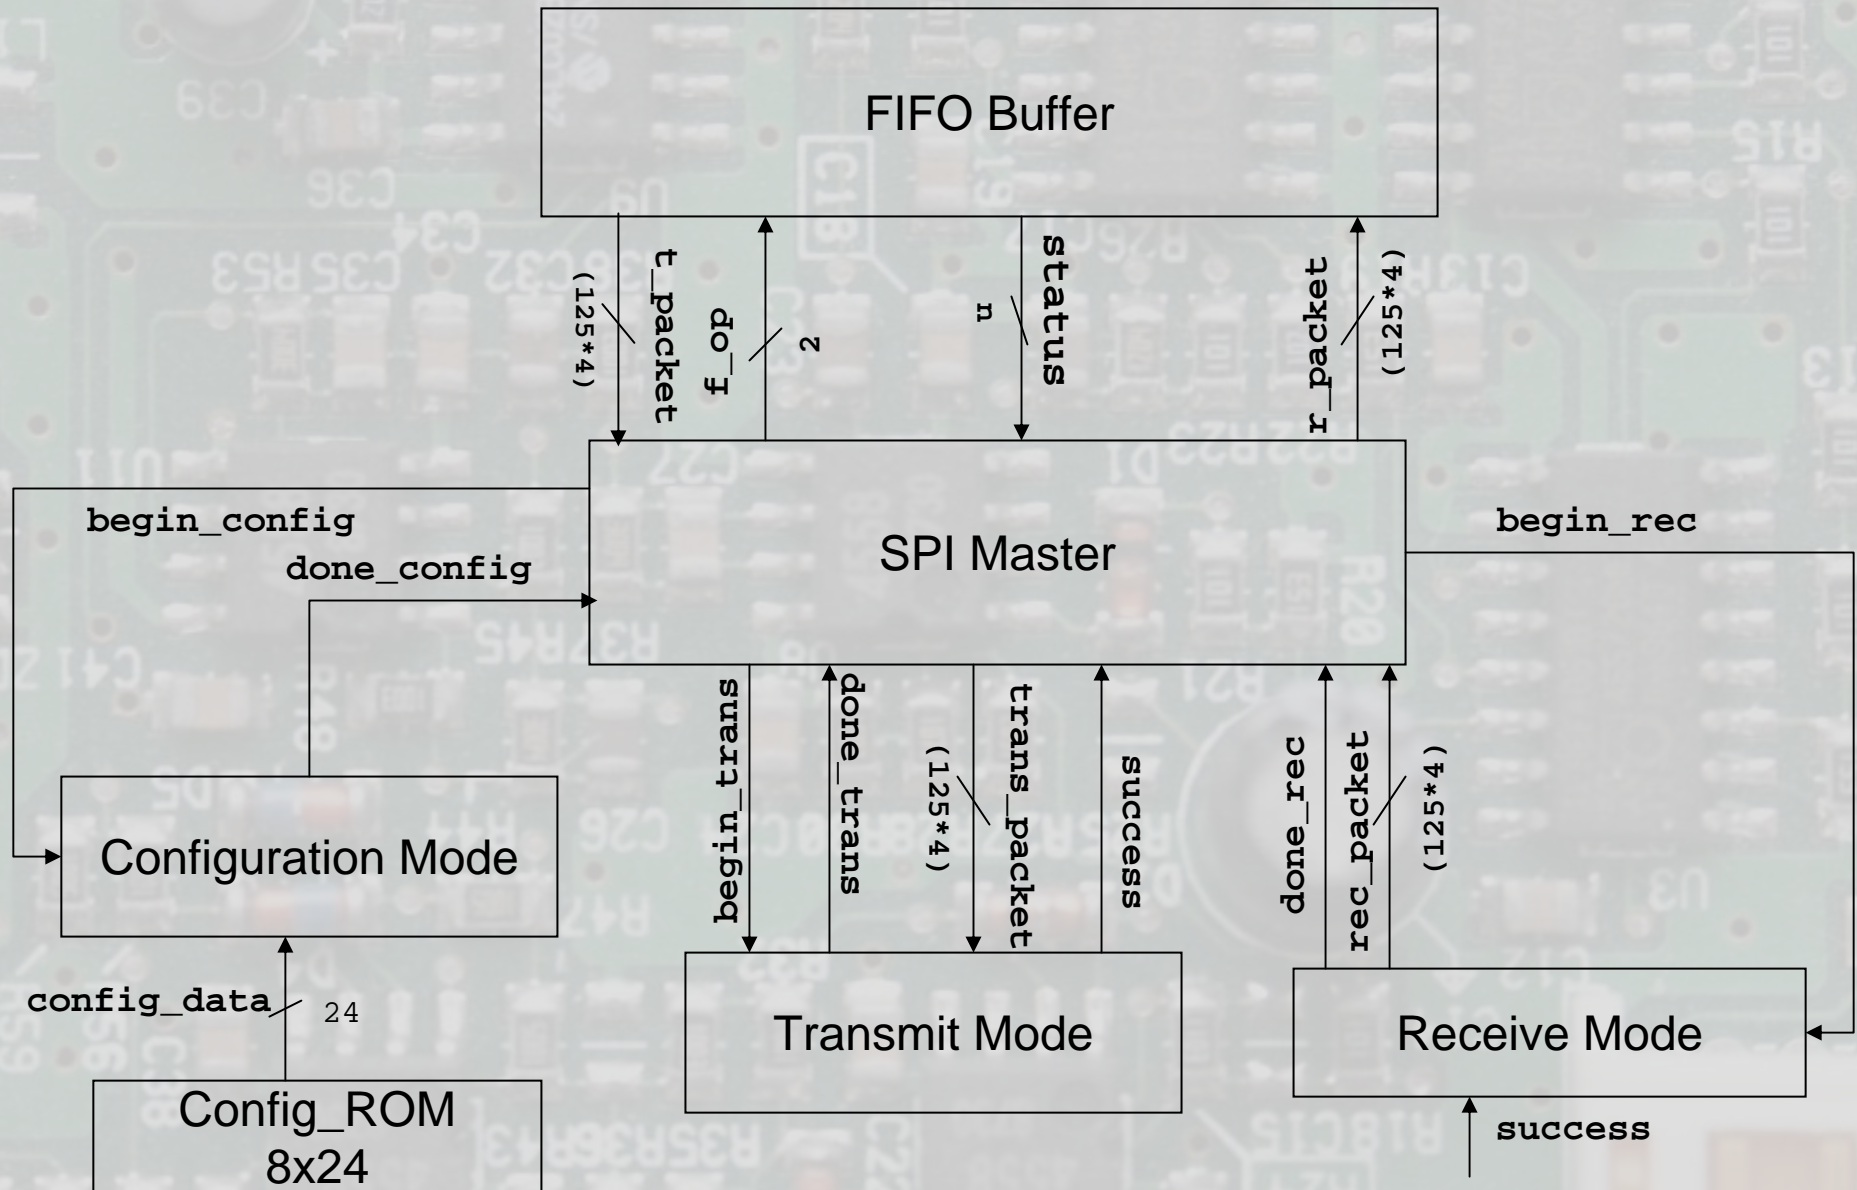 FIFO Buffer
t_packet
(125*4)
f_op
2
status
n
r_packet
(125*4)
begin_config
done_config
SPI Master
begin_rec
begin_trans
done_trans
trans_packet
(125*4)
success
done_rec
rec_packet
(125*4)
Configuration Mode
config_data
24
Config_ROM
8x24
Transmit Mode
Receive Mode
success